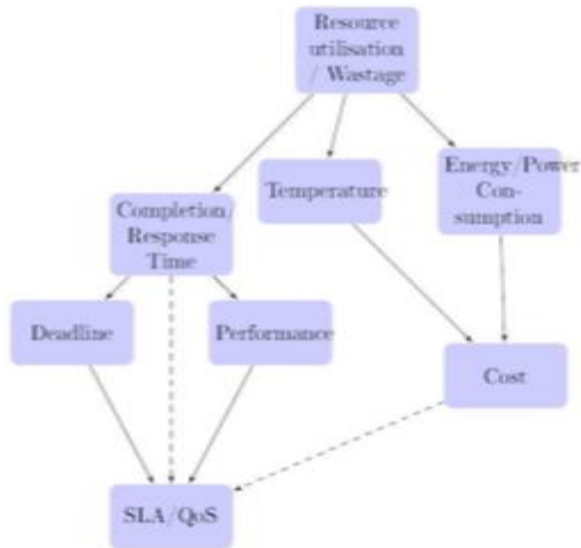 Resource
utilisation
/ Wastage
Energy/Power
Con-
sumption
Temperature
Completion/
Response
Time
Deadline
Performance
Cost
SLA/QoS